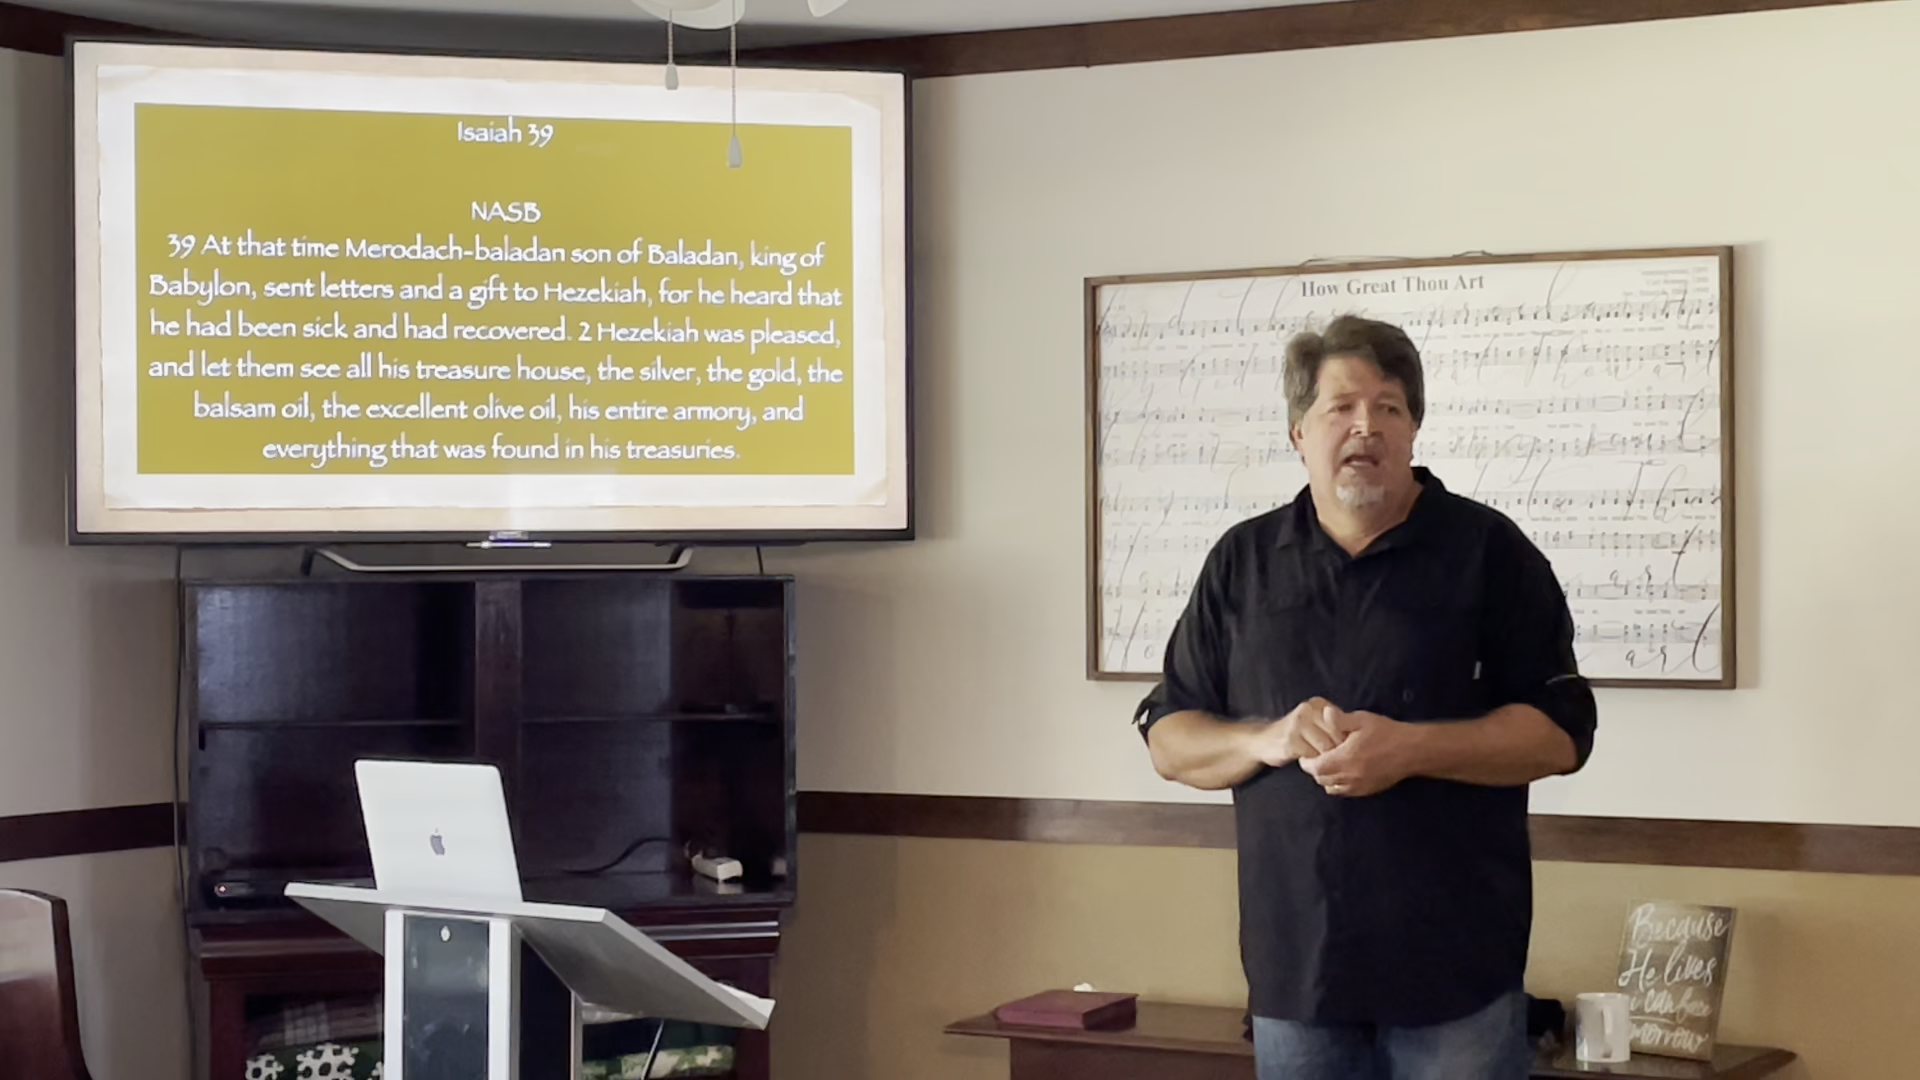 Isaiah 39
NASB
39 At that time Merodach-baladan son of Baladan, king of
Babylon, sent letters and a gift to Hezekiah, for he heard that
he had been sick and had recovered. 2 Hezekiah was pleased,
and let them see all his treasure house, the silver, the gold, the
balsam oil, the excellent olive oil, his entire armory, and
everything that was found in his treasuries.
How Great Thou Art
Because
He lives
i can face
tomorrow